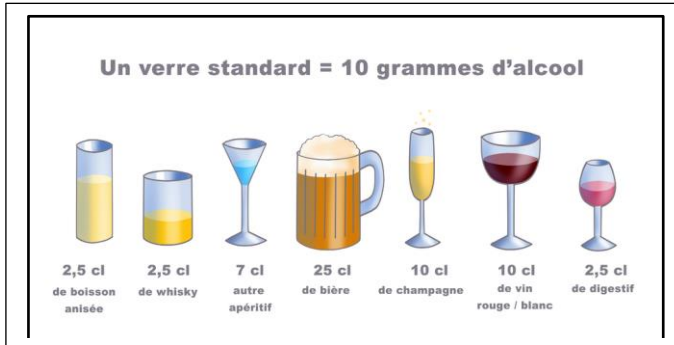 Un verre standard = 10 grammes d'alcool
2,5 cl
de boisson
anisée
2,5 cl
de whisky
7 cl
autre
apéritif
25 cl
de bière
10 cl
de champagne
10 cl
de vin
rouge / blanc
2,5 cl
de digestif